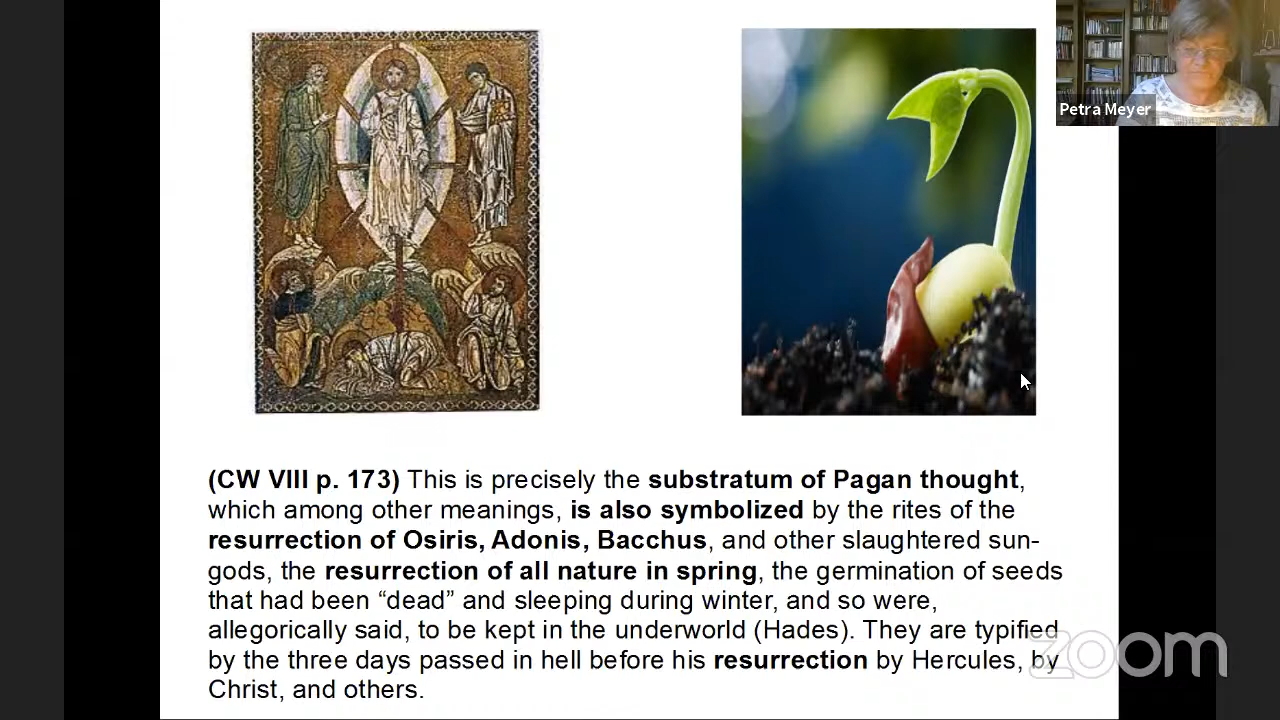 Petra Meyer
(CW VIII p. 173) This is precisely the substratum of Pagan thought,
which among other meanings, is also symbolized by the rites of the
resurrection of Osiris, Adonis, Bacchus, and other slaughtered sun-
gods, the resurrection of all nature in spring, the germination of seeds
that had been “dead” and sleeping during winter, and so were,
allegorically said, to be kept in the underworld (Hades). They are typified
by the three days passed in hell before his resurrection by Hercules, by
Christ, and others.
zoom